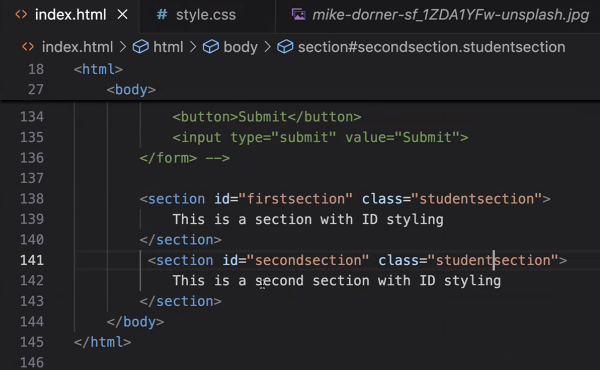 index.html
# style.css
mike-dorner-sf_1ZDA1YFw-unsplash.jpg
index.html > html > body > section#secondsection.studentsection
18 <html>
27 <body>
134 <button>Submit</button>
135 <input type="submit" value="Submit">
136 </form> -->
137
138 <section id="firstsection" class="studentsection">
139 This is a section with ID styling
140 </section>
141 <section id="secondsection" class="studentsection">
142 This is a second section with ID styling
143 </section>
144 </body>
145 </html>
146